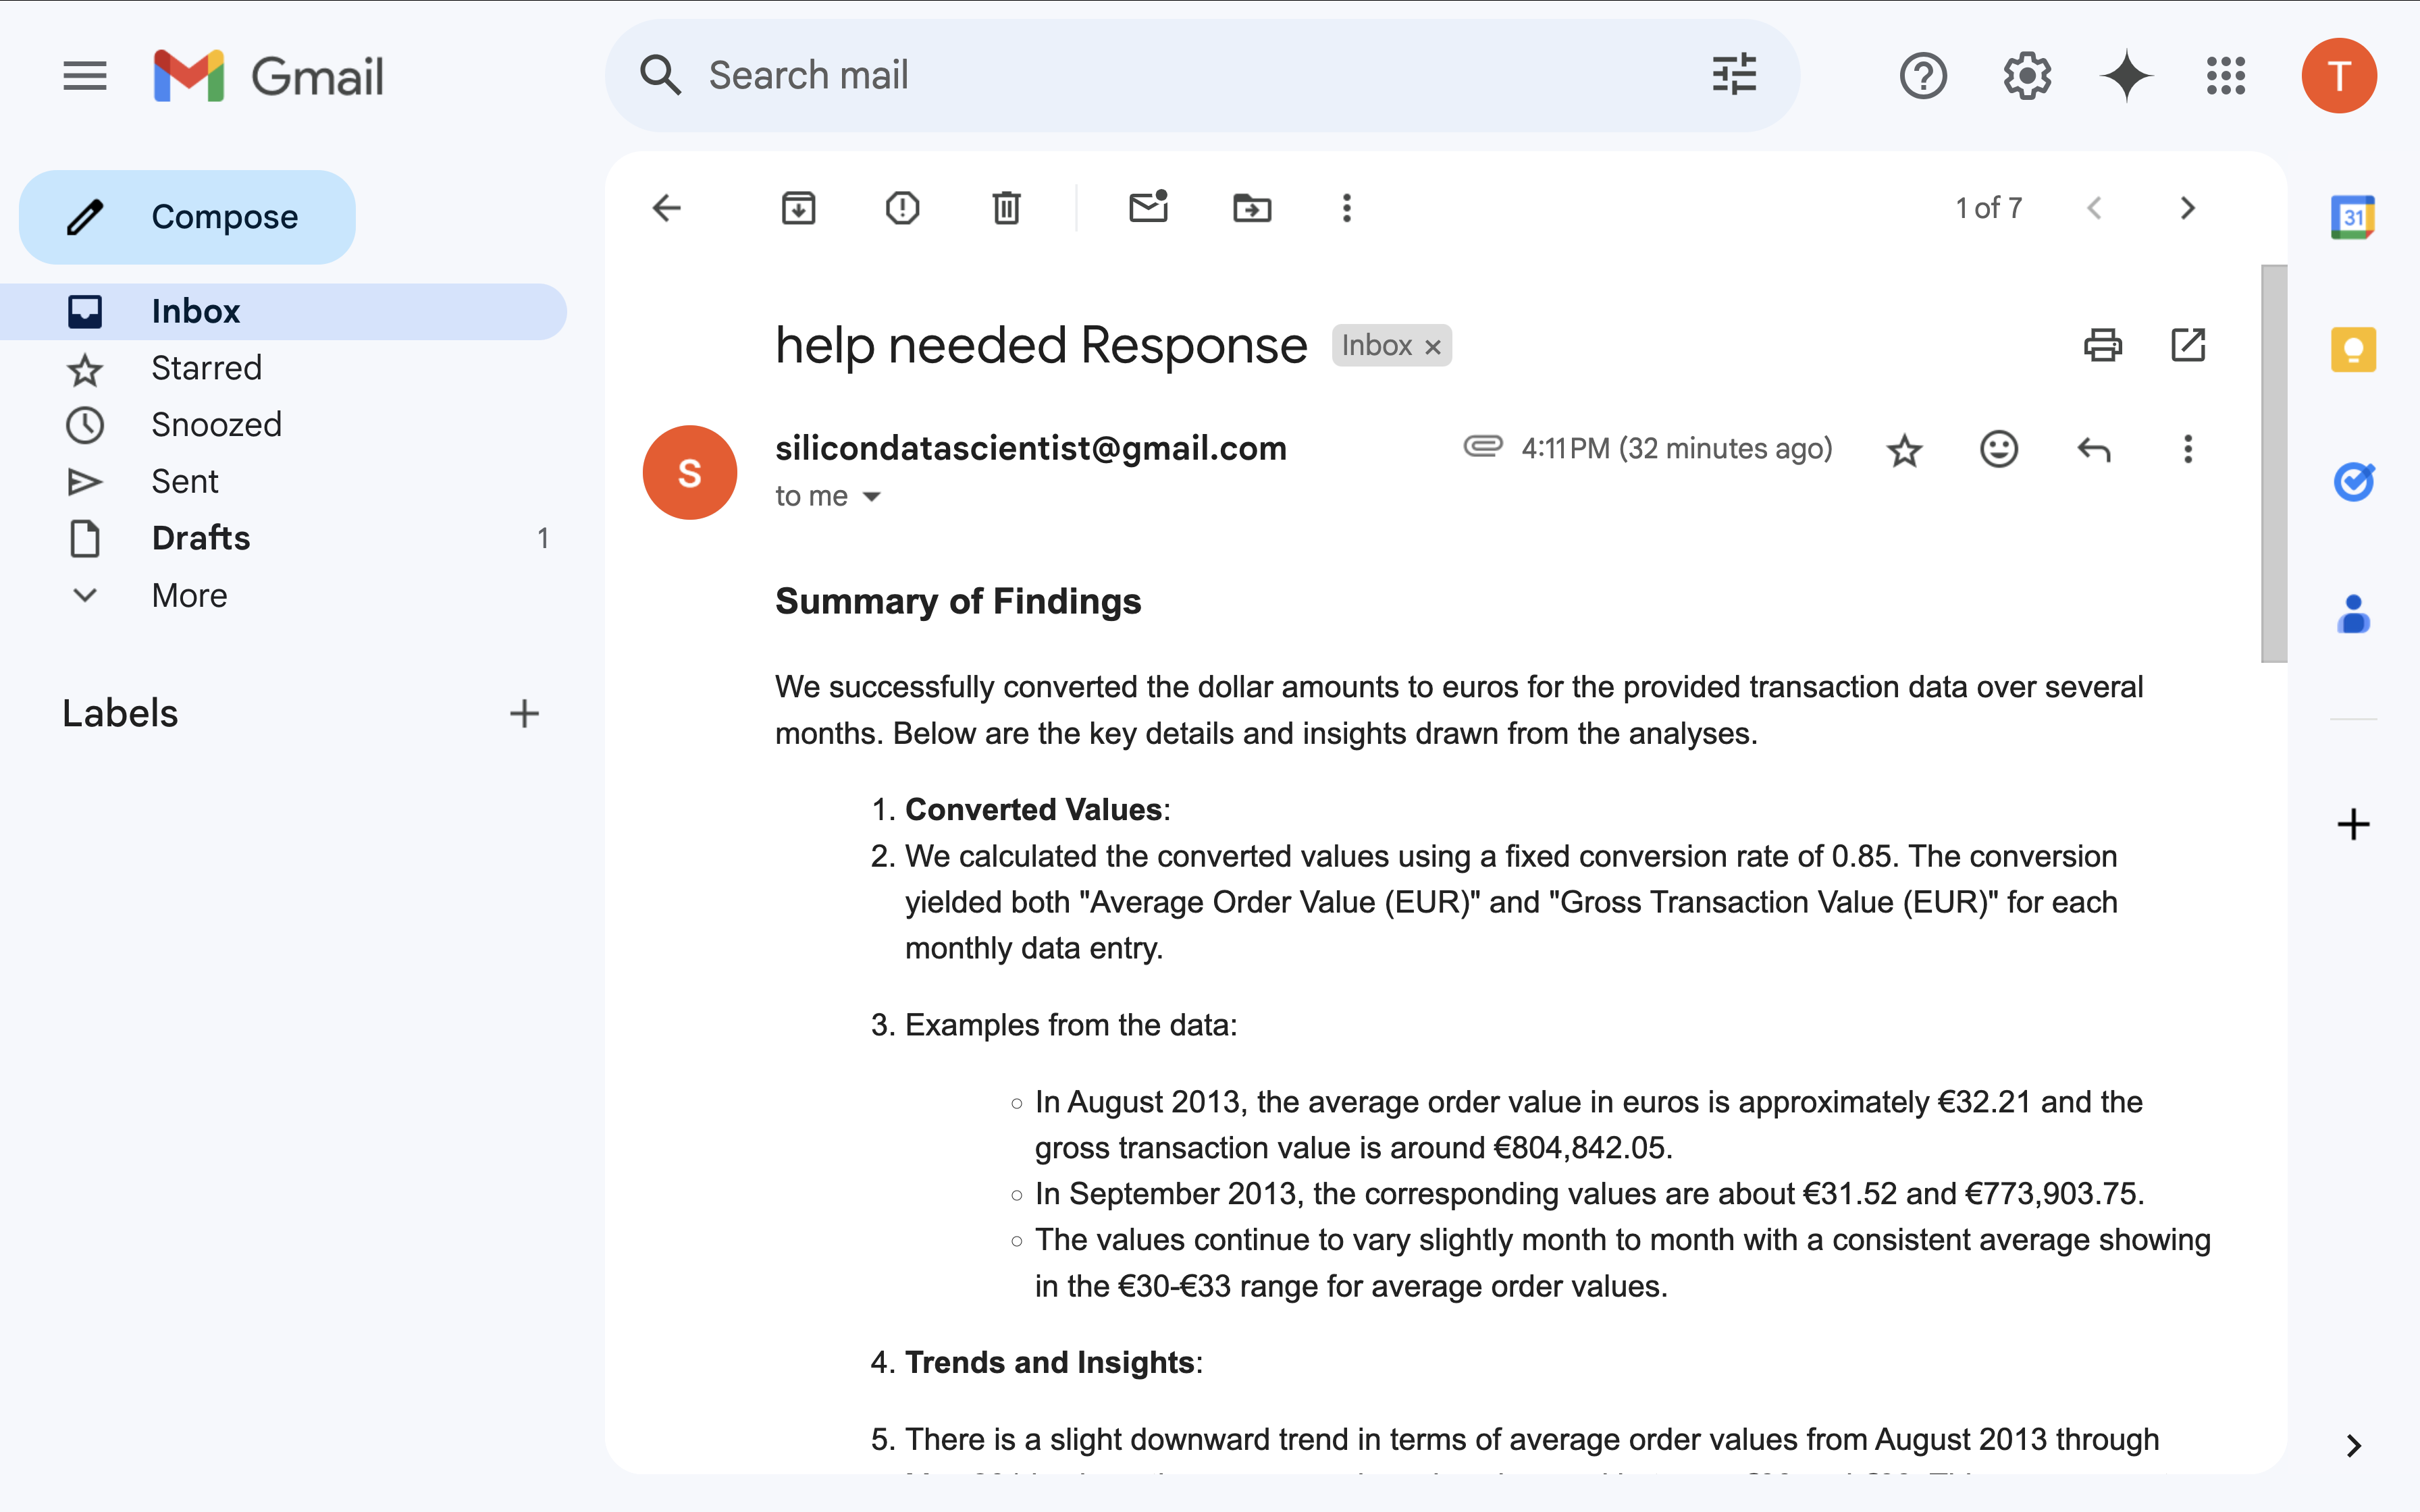 Gmail
Search mail
T
Compose
Inbox
Starred
Snoozed
Sent
Drafts 1
More
Labels
1 of 7
31
help needed Response Inbox ×
S
silicondatascientist@gmail.com 4:11 PM (32 minutes ago)
to me
Summary of Findings
We successfully converted the dollar amounts to euros for the provided transaction data over several
months. Below are the key details and insights drawn from the analyses.
1. Converted Values:
2. We calculated the converted values using a fixed conversion rate of 0.85. The conversion
yielded both "Average Order Value (EUR)" and "Gross Transaction Value (EUR)" for each
monthly data entry.
3. Examples from the data:
○ In August 2013, the average order value in euros is approximately €32.21 and the
gross transaction value is around €804,842.05.
○ In September 2013, the corresponding values are about €31.52 and €773,903.75.
○ The values continue to vary slightly month to month with a consistent average showing
in the €30-€33 range for average order values.
4. Trends and Insights:
5. There is a slight downward trend in terms of average order values from August 2013 through